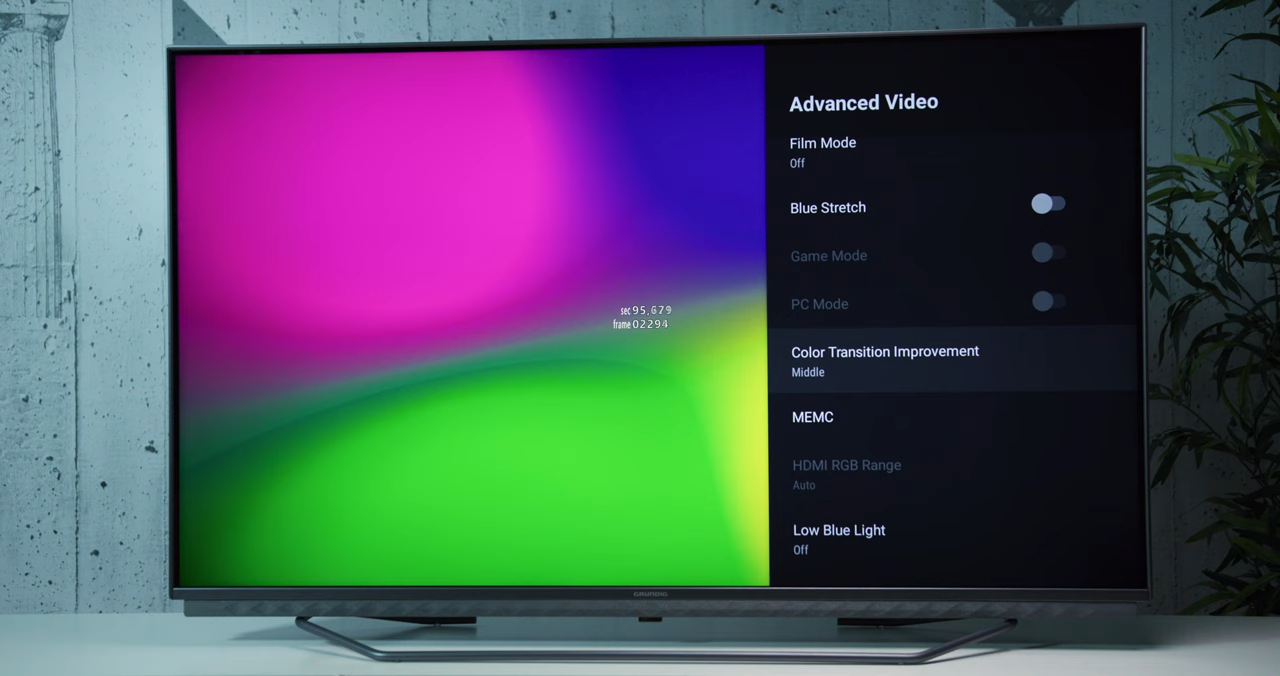 Advanced Video
Film Mode
Off
Blue Stretch
Game Mode
PC Mode
sec 95,679
frame 02294
Color Transition Improvement
Middle
MEMC
HDMI RGB Range
Auto
Low Blue Light
Off
GRUNDIG